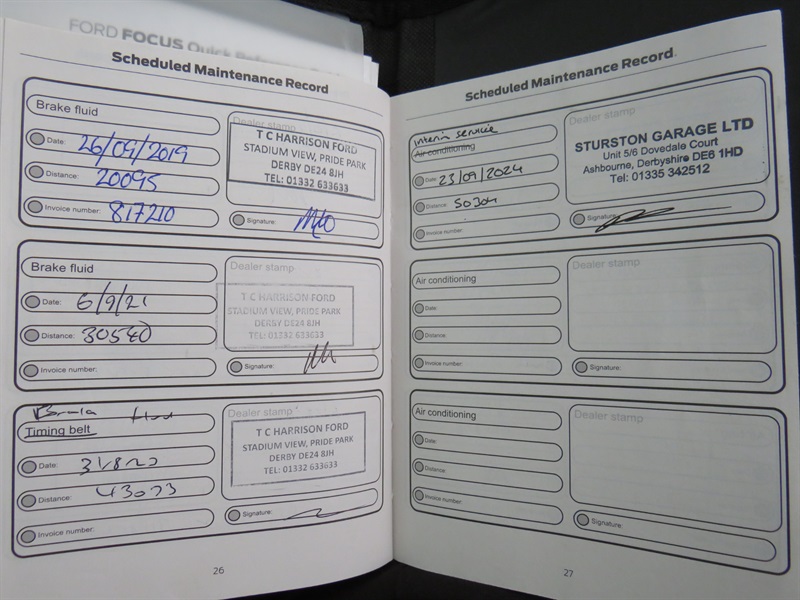 FORD FOCUS Quick
Scheduled Maintenance Record
Brake fluid
Date: 26/09/2019
Distance: 20095
Invoice number: 817210
Dealer stamp
T C HARRISON FORD
STADIUM VIEW, PRIDE PARK
DERBY DE24 8JH
TEL: 01332 633633
Signature:
Brake fluid
Date: 6/9/21
Distance: 30540
Invoice number:
Dealer stamp
T C HARRISON FORD
STADIUM VIEW, PRIDE PARK
DERBY DE24 8JH
TEL: 01332 633633
Signature:
Timing belt
Date:
Distance: 43073
Invoice number:
Dealer stamp
T C HARRISON FORD
STADIUM VIEW, PRIDE PARK
DERBY DE24 8JH
TEL: 01332 633633
Signature:
26
Scheduled Maintenance Record
interim service
Air conditioning
Date: 23/09/2024
Distance: 50304
Invoice number:
Dealer stamp
STURSTON GARAGE LTD
Unit 5/6 Dovedale Court
Ashbourne, Derbyshire DE6 1HD
Tel: 01335 342512
Signature:
Air conditioning
Date:
Distance:
Invoice number:
Dealer stamp
Signature:
Air conditioning
Date:
Distance:
Invoice number:
Dealer stamp
Signature:
27